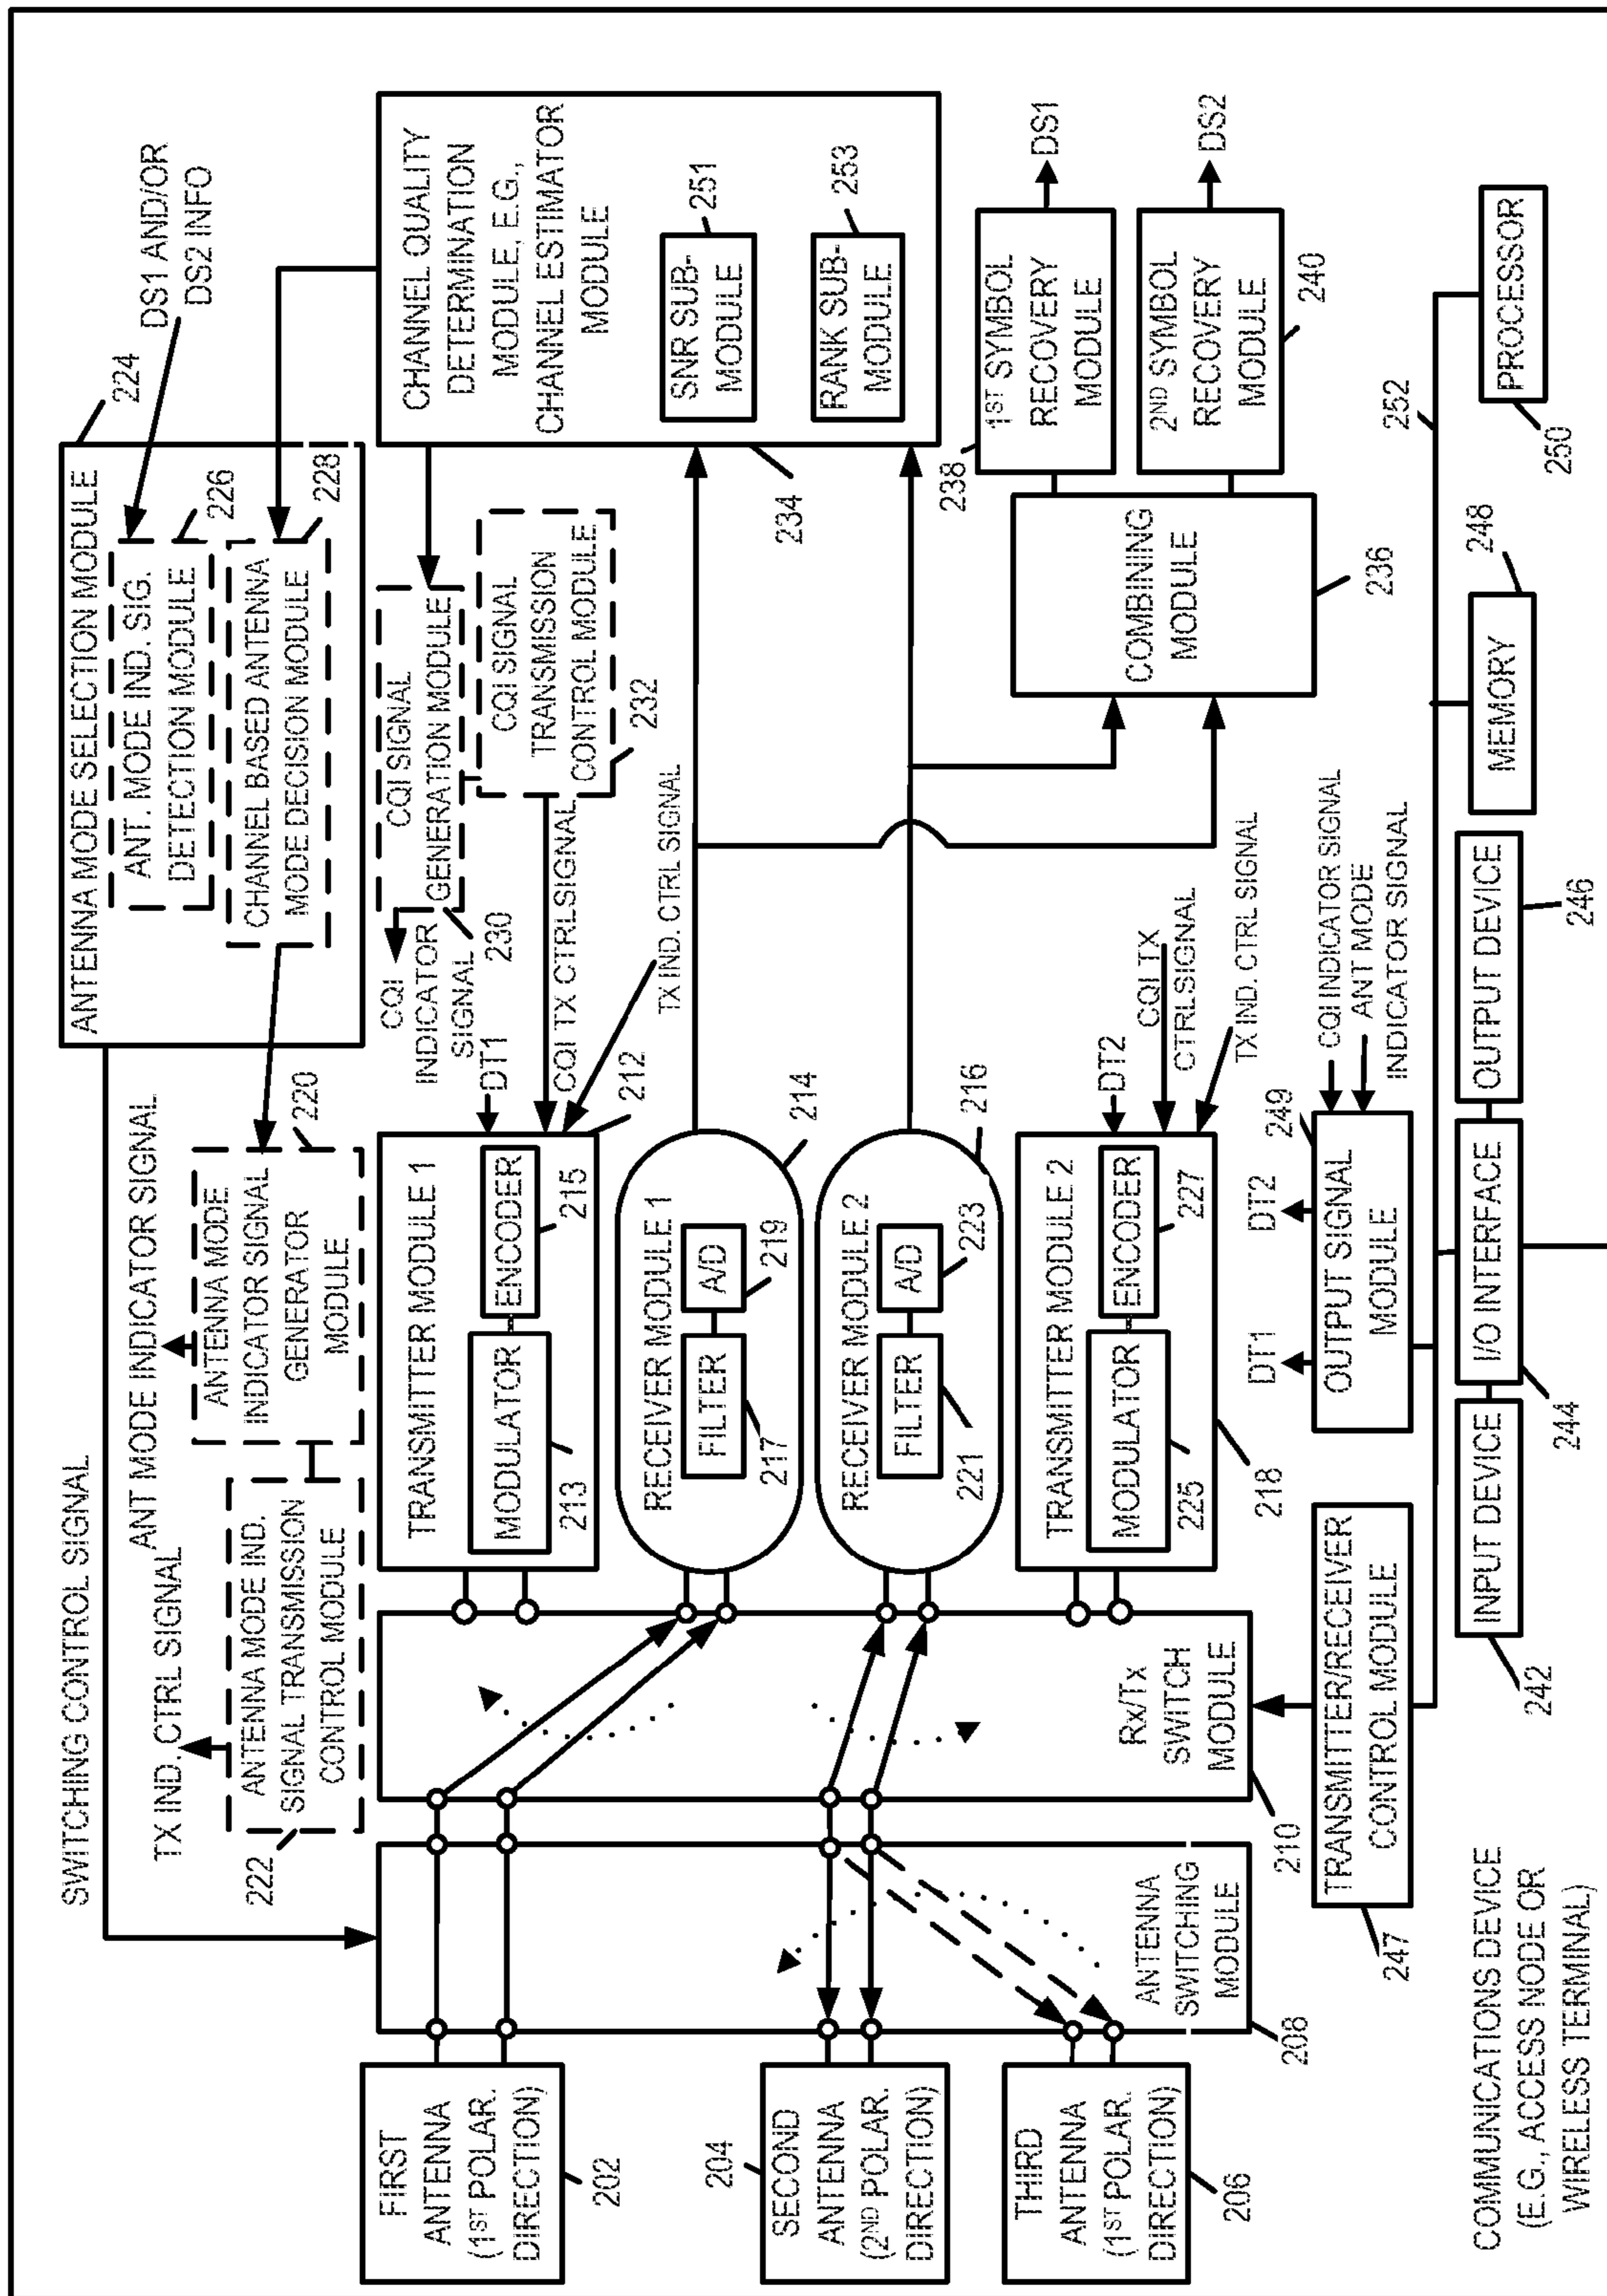 SWITCHING CONTROL SIGNAL
ANT MODE INDICATOR SIGNAL
TX IND. CTRL SIGNAL
ANTENNA MODE IND.
SIGNAL TRANSMISSION
CONTROL MODULE
222
ANTENNA MODE
INDICATOR SIGNAL
GENERATOR
MODULE
220
ANTENNA MODE SELECTION MODULE
224
ANT. MODE IND. SIG.
DETECTION MODULE
226
CHANNEL BASED ANTENNA
MODE DECISION MODULE
228
DS1 AND/OR
DS2 INFO
FIRST
ANTENNA
(1ST POLAR.
DIRECTION)
202
204
SECOND
ANTENNA
(2ND POLAR.
DIRECTION)
THIRD
ANTENNA
(1ST POLAR.
DIRECTION)
206
ANTENNA
SWITCHING
MODULE
208
Rx/Tx
SWITCH
MODULE
210
TRANSMITTER MODULE 1
MODULATOR
213
ENCODER
215
212
DT1
CQI TX CTRLSIGNAL
TX IND. CTRL SIGNAL
CQI
INDICATOR
SIGNAL
230
CQI SIGNAL
GENERATION MODULE
CQI SIGNAL
TRANSMISSION
CONTROL MODULE
232
CHANNEL QUALITY
DETERMINATION
MODULE, E.G.,
CHANNEL ESTIMATOR
MODULE
SNR SUB-
MODULE
251
RANK SUB-
MODULE
253
234
RECEIVER MODULE 1
FILTER
217
A/D
219
214
RECEIVER MODULE 2
FILTER
221
A/D
223
216
TRANSMITTER MODULE 2
MODULATOR
225
ENCODER
227
218
DT2
CQI TX
CTRLSIGNAL
TX IND. CTRL SIGNAL
COMBINING
MODULE
236
238
1ST SYMBOL
RECOVERY
MODULE
DS1
2ND SYMBOL
RECOVERY
MODULE
240
DS2
TRANSMITTER/RECEIVER
CONTROL MODULE
247
DT1
DT2
249
OUTPUT SIGNAL
MODULE
CQI INDICATOR SIGNAL
ANT MODE
INDICATOR SIGNAL
252
INPUT DEVICE
242
I/O INTERFACE
244
OUTPUT DEVICE
246
MEMORY
248
PROCESSOR
250
COMMUNICATIONS DEVICE
(E.G., ACCESS NODE OR
WIRELESS TERMINAL)